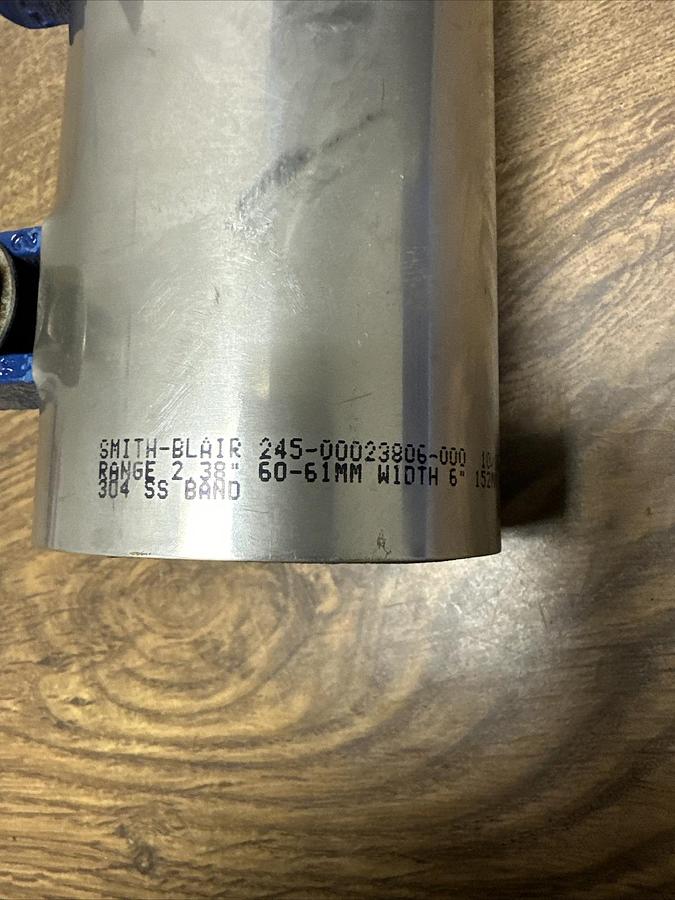 SMITH-BLAIR 245-00023806-000
RANGE 2.38" 60-61MM WIDTH 6"
304 SS BAND